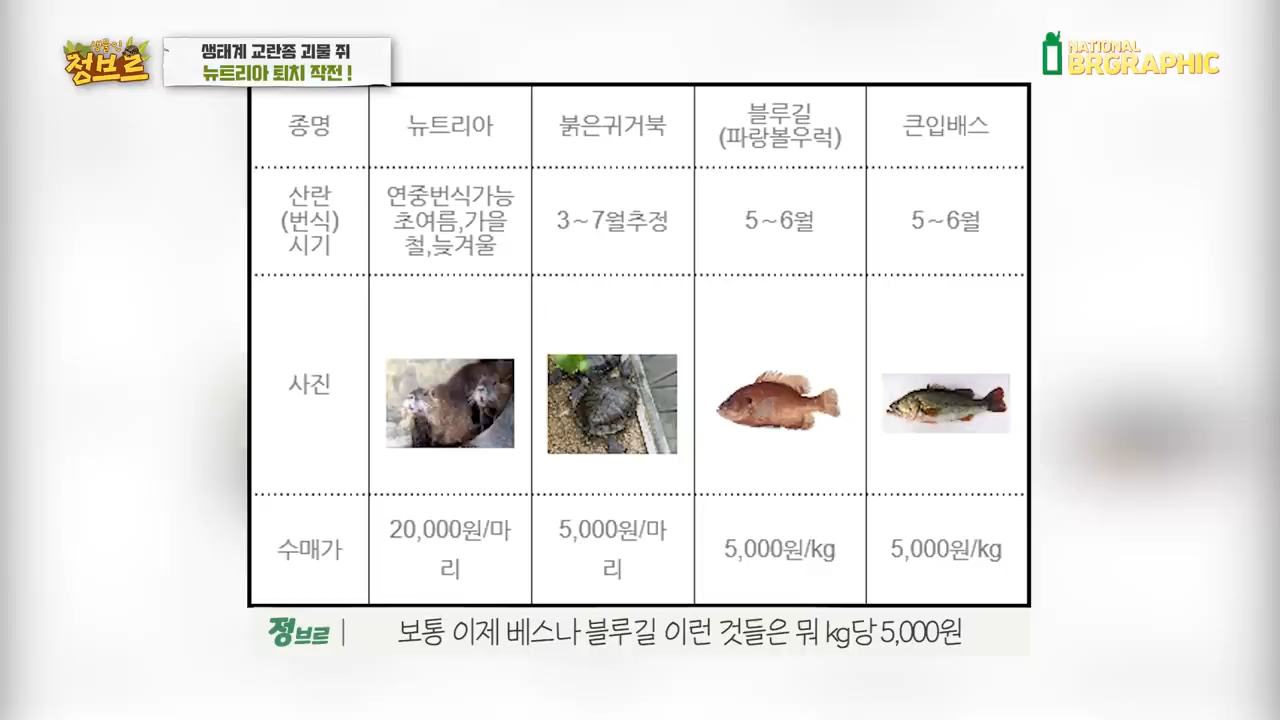 생물인
정브르
생태계 교란종 괴물 쥐
뉴트리아 퇴치 작전 !
NATIONAL
BRGRAPHIC
종명
뉴트리아
붉은귀거북
블루길
(파랑볼우럭)
큰입배스
산란
(번식)
시기
연중번식가능
초여름,가을
철,늦겨울
3～7월추정
5～6월
5～6월
사진
수매가
20,000원/마
리
5,000원/마
리
5,000원/kg
5,000원/kg
정브르
보통 이제 베스나 블루길 이런 것들은 뭐 kg당 5,000원